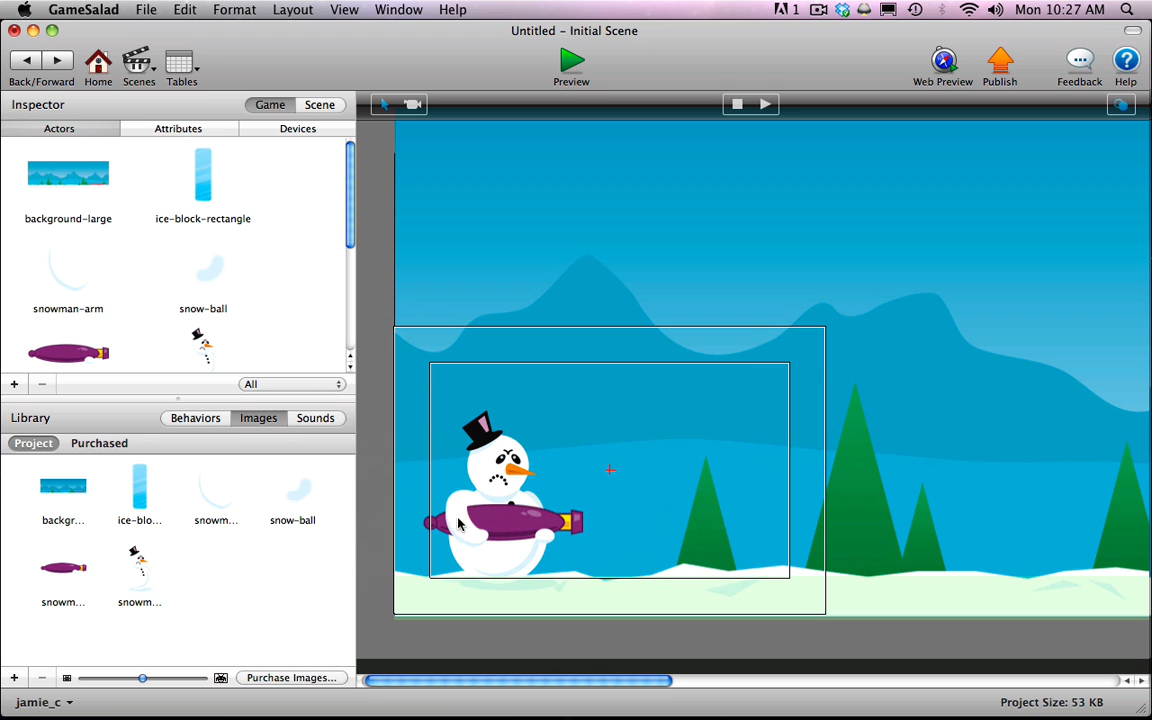 GameSalad File Edit Format Layout View Window Help 1 Mon 10:27 AM
Untitled – Initial Scene
Back/Forward Home Scenes Tables Preview Web Preview Publish Feedback Help
Inspector Game Scene
Actors Attributes Devices
background-large ice-block-rectangle
snowman-arm snow-ball
+ − All
Library Behaviors Images Sounds
Project Purchased
backgr... ice-blo... snowm... snow-ball
snowm... snowm...
+ − Purchase Images...
jamie_c Project Size: 53 KB